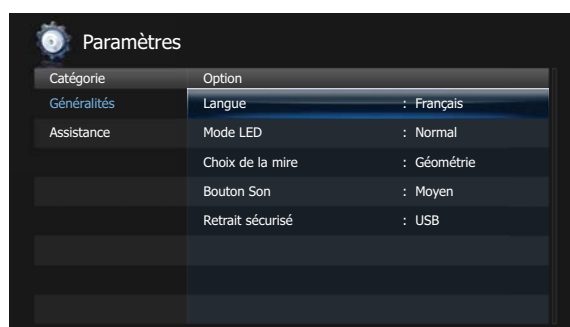 Paramètres
Catégorie Option
Généralités Langue : Français
Assistance Mode LED : Normal
Choix de la mire : Géométrie
Bouton Son : Moyen
Retrait sécurisé : USB